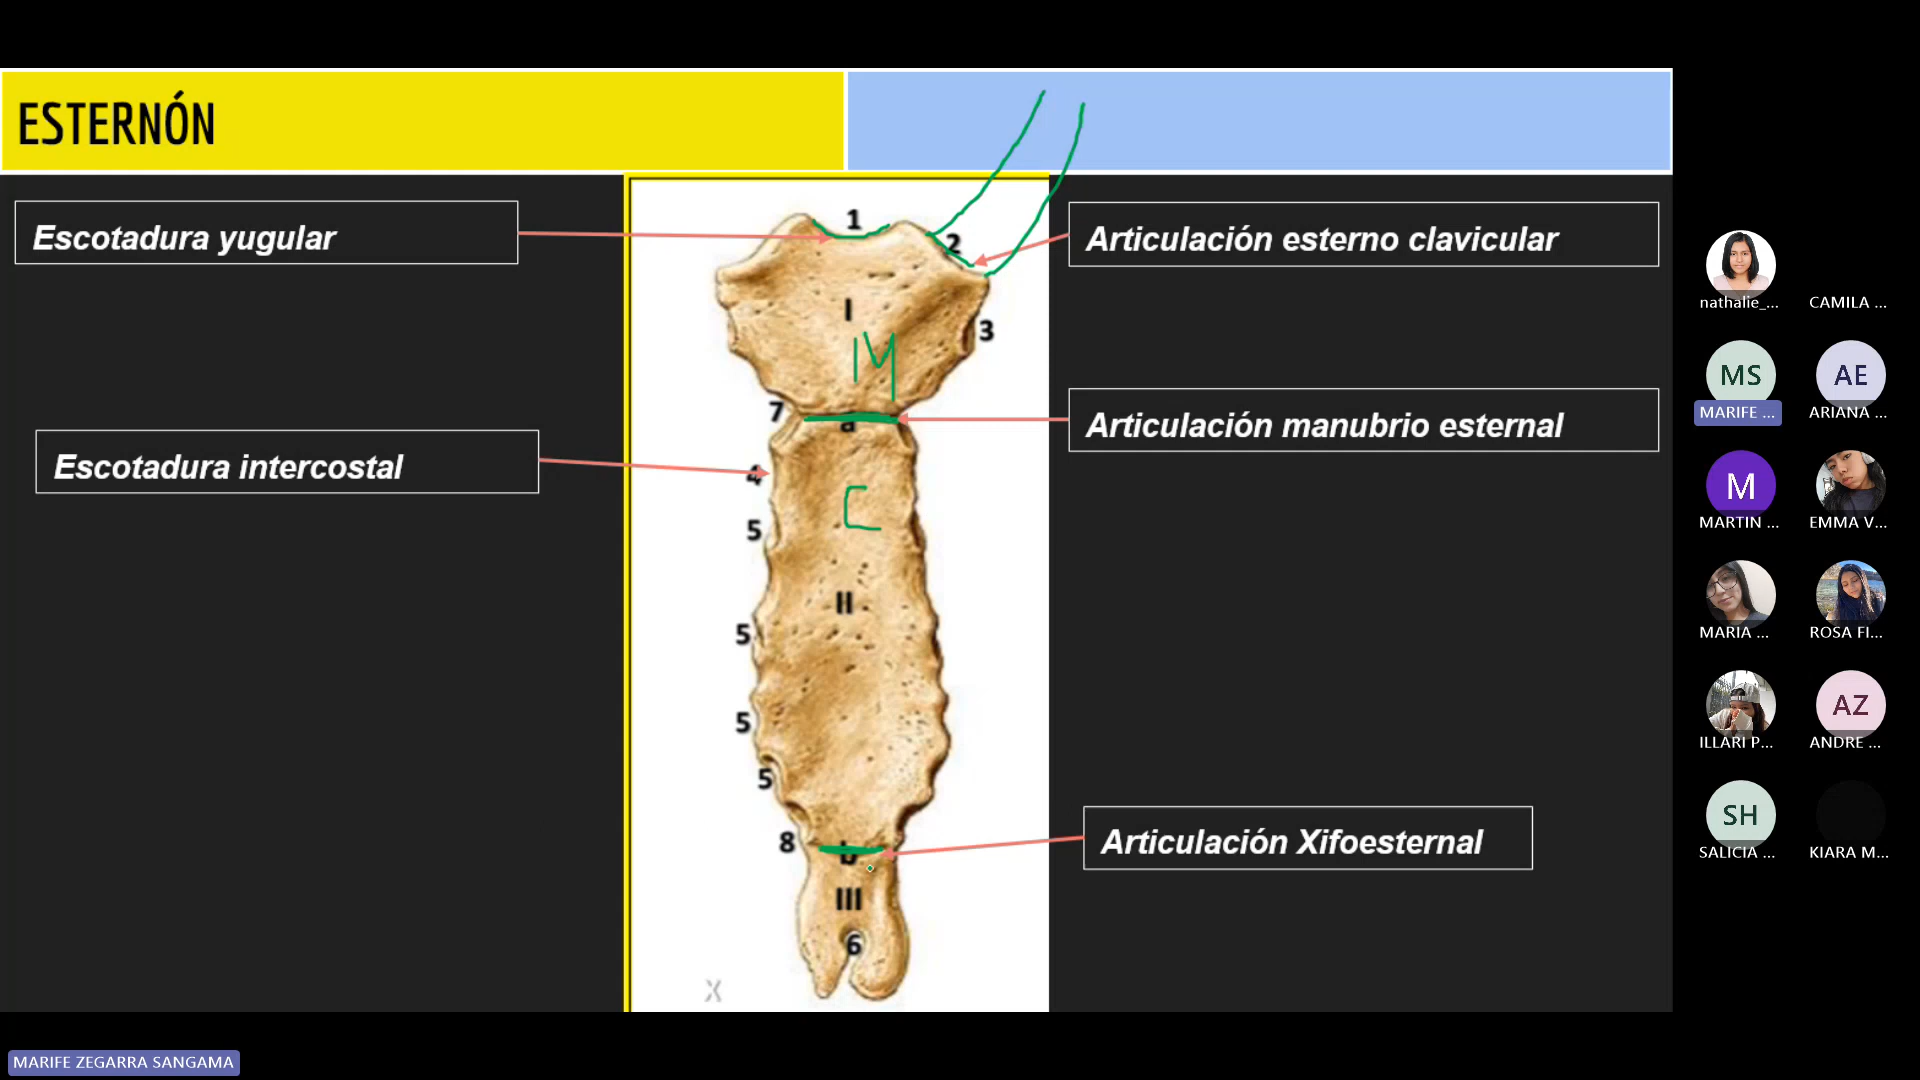 ESTERNÓN
Escotadura yugular
1
2
Articulación esterno clavicular
I
3
M
7
a
Articulación manubrio esternal
Escotadura intercostal
4
C
5
II
5
5
5
8
b
Articulación Xifoesternal
III
6
X
nathalie_...
CAMILA ...
MS
AE
MARIFE ...
ARIANA ...
M
MARTIN ...
EMMA V...
MARIA ...
ROSA FI...
AZ
ILLARI P...
ANDRE ...
SH
SALICIA ...
KIARA M...
MARIFE ZEGARRA SANGAMA